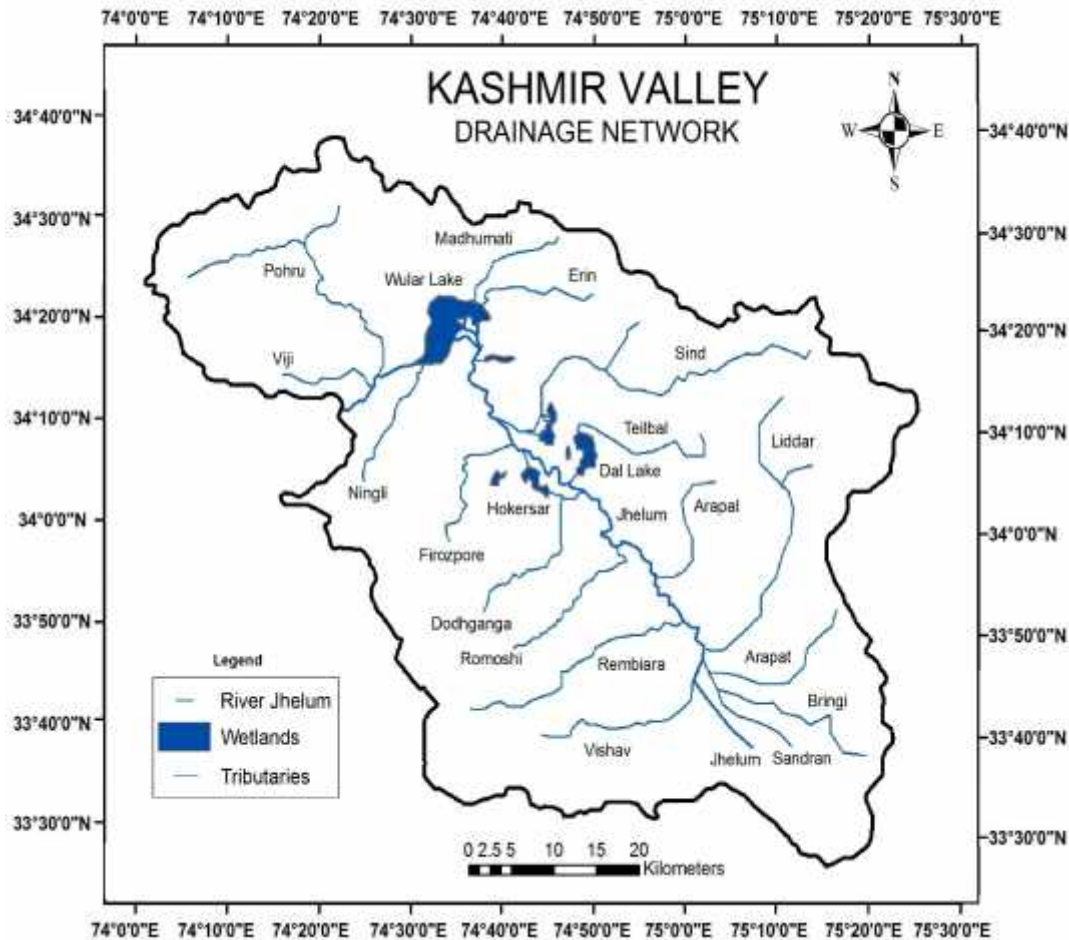 74°0'0"E 74°10'0"E 74°20'0"E 74°30'0"E 74°40'0"E 74°50'0"E 75°0'0"E 75°10'0"E 75°20'0"E 75°30'0"E
KASHMIR VALLEY
DRAINAGE NETWORK
N
W E
S
34°40'0"N 34°40'0"N
34°30'0"N 34°30'0"N
Madhumati
Pohru
Wular Lake
Erin
34°20'0"N 34°20'0"N
Viji
Sind
34°10'0"N 34°10'0"N
Teilbal
Liddar
Dal Lake
Ningli
Hokersar
Jhelum
Arapal
34°0'0"N 34°0'0"N
Firozpore
Dodhganga
33°50'0"N 33°50'0"N
Romoshi
Rembiara
Arapat
Bringi
Legend
River Jhelum
Wetlands
Tributaries
33°40'0"N 33°40'0"N
Vishav
Jhelum
Sandran
33°30'0"N 33°30'0"N
0 2.5 5 10 15 20
Kilometers
74°0'0"E 74°10'0"E 74°20'0"E 74°30'0"E 74°40'0"E 74°50'0"E 75°0'0"E 75°10'0"E 75°20'0"E 75°30'0"E